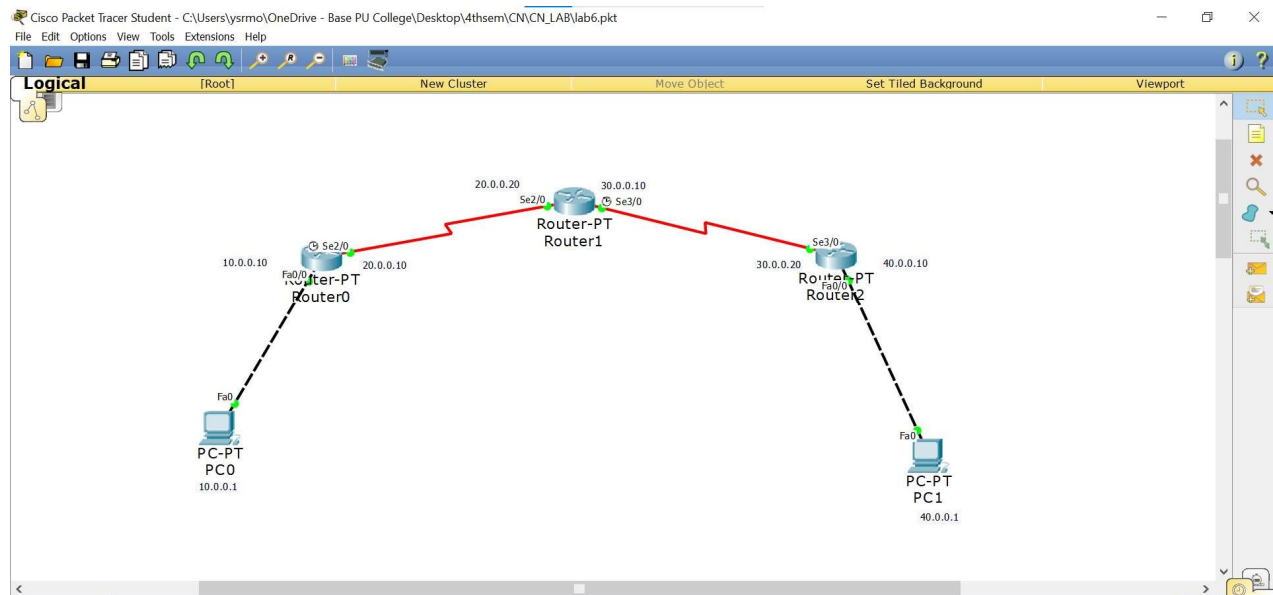 Cisco Packet Tracer Student - C:\Users\ysrmo\OneDrive - Base PU College\Desktop\4thsem\CN\CN_LAB\lab6.pkt
File Edit Options View Tools Extensions Help
Logical [Root] New Cluster Move Object Set Tiled Background Viewport
20.0.0.20 30.0.0.10
Se2/0 Se3/0
Router-PT
Router1
Se2/0 Se3/0
10.0.0.10 20.0.0.10 30.0.0.20 40.0.0.10
Fa0/0 Router-PT Router-PT
Fa0/0
Router0 Router2
Fa0
PC-PT
PC0
10.0.0.1
Fa0
PC-PT
PC1
40.0.0.1